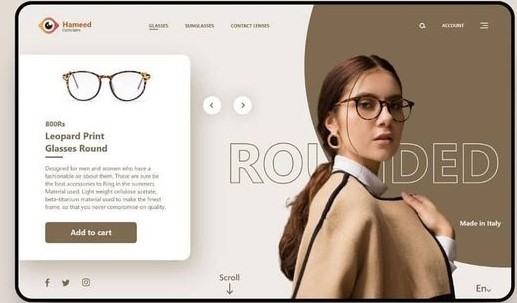 Hameed
GLASSES
SUNGLASSES
CONTACT LENSES
ACCOUNT
800Rs
Leopard Print
Glasses Round
Designed for men and women who have a
fashionable air about them, These are sure be
the best accessories to Ring in the summers.
Material used: Light weight cellulose acetate,
beta-titanium material used to make the finest
frame, so that you never compromise on quality.
Add to cart
ROUNDED
Made in Italy
Scroll
En